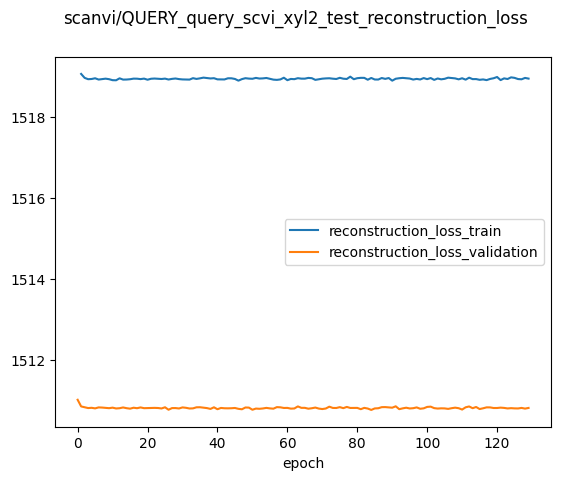 scanvi/QUERY_query_scvi_xyl2_test_reconstruction_loss
1518
1516
1514
1512
reconstruction_loss_train
reconstruction_loss_validation
0 20 40 60 80 100 120
epoch